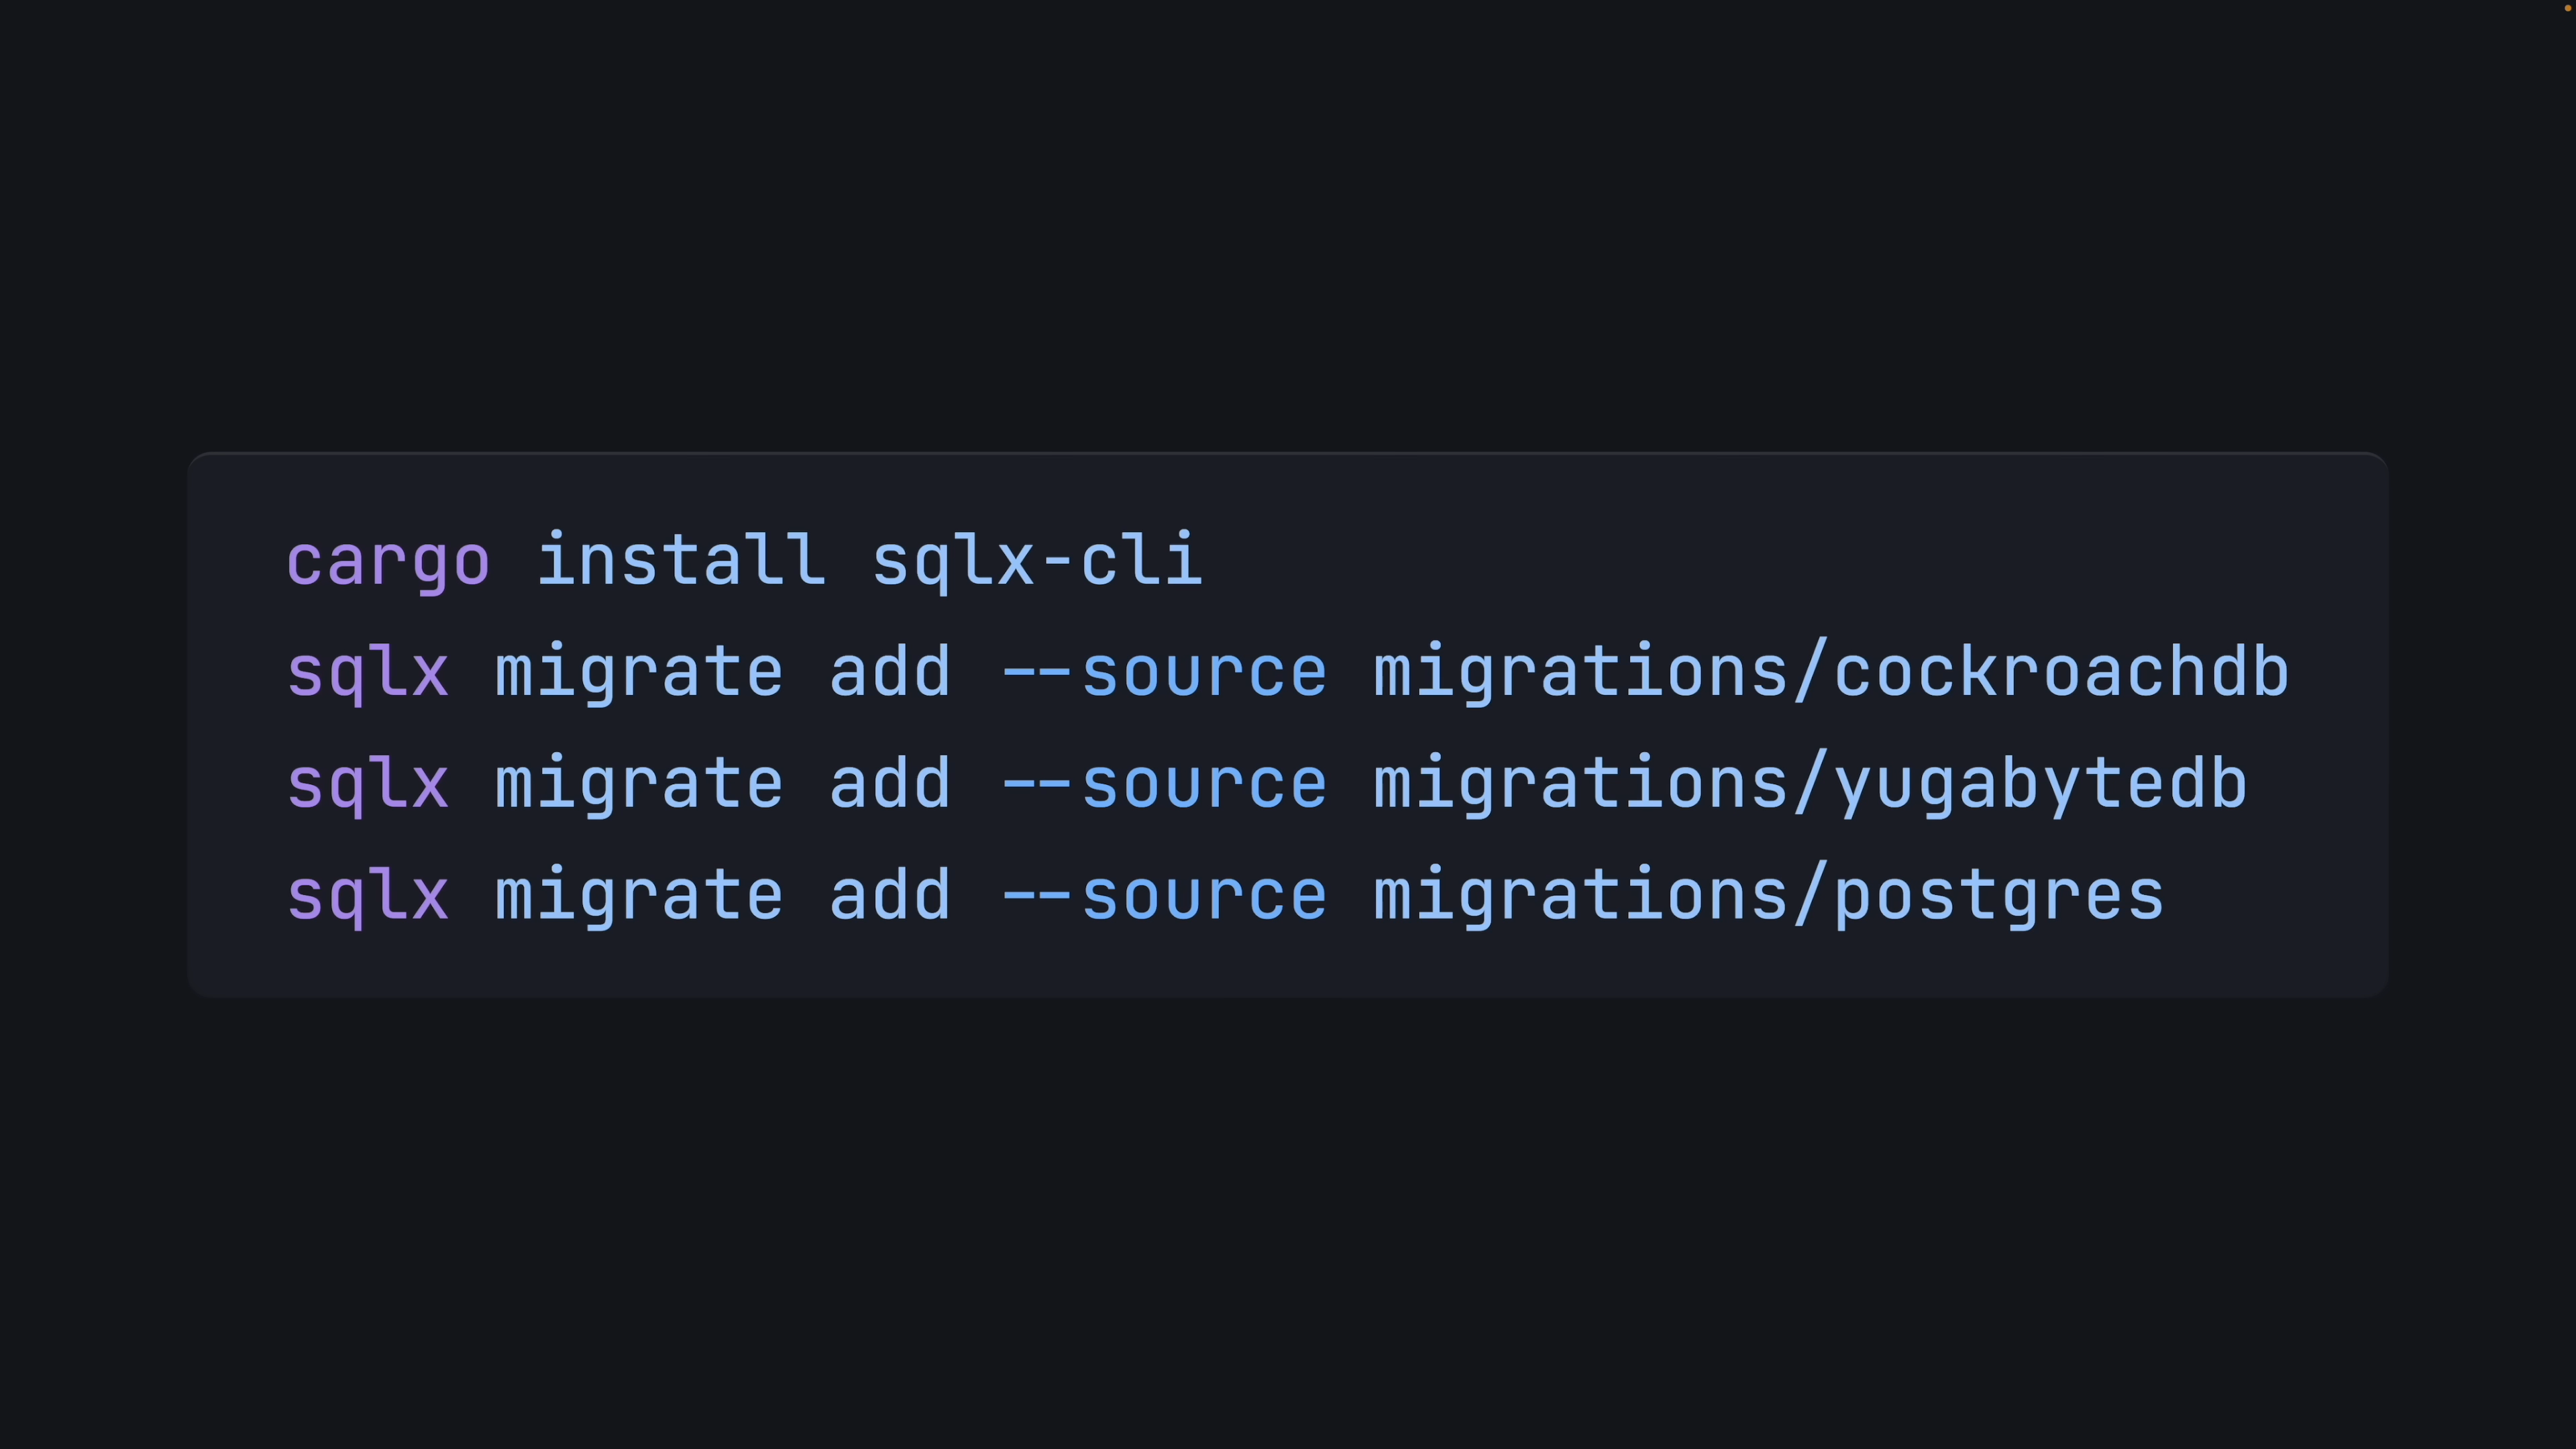 cargo install sqlx-cli
sqlx migrate add --source migrations/cockroachdb
sqlx migrate add --source migrations/yugabytedb
sqlx migrate add --source migrations/postgres